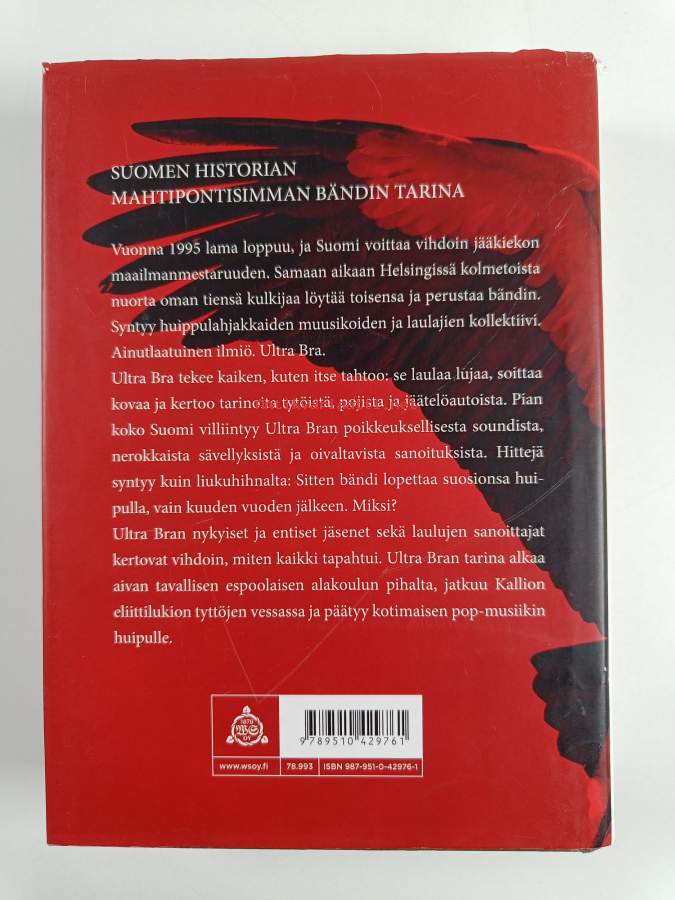 SUOMEN HISTORIAN
MAHTIPONTISIMMAN BÄNDIN TARINA
Vuonna 1995 lama loppuu, ja Suomi voittaa vihdoin jääkiekon
maailmanmestaruuden. Samaan aikaan Helsingissä kolmetoista
nuorta oman tiensä kulkijaa löytää toisensa ja perustaa bändin.
Syntyy huippulahjakkaiden muusikoiden ja laulajien kollektiivi.
Ainutlaatuinen ilmiö. Ultra Bra.
Ultra Bra tekee kaiken, kuten itse tahtoo: se laulaa lujaa, soittaa
kovaa ja kertoo tarinoita tytöistä, pojista ja jäätelöautoista. Pian
koko Suomi villiintyy Ultra Bran poikkeuksellisesta soundista,
nerokkaista sävellyksistä ja oivaltavista sanoituksista. Hittejä
syntyy kuin liukuhihnalta: Sitten bändi lopettaa suosionsa hui-
pulla, vain kuuden vuoden jälkeen. Miksi?
Ultra Bran nykyiset ja entiset jäsenet sekä laulujen sanoittajat
kertovat vihdoin, miten kaikki tapahtui. Ultra Bran tarina alkaa
aivan tavallisen espoolaisen alakoulun pihalta, jatkuu Kallion
eliittilukion tyttöjen vessassa ja päätyy kotimaisen pop-musiikin
huipulle.
1878
WS
OY
9 789510 429761
www.wsoy.fi
78.993
ISBN 987-951-0-42976-1